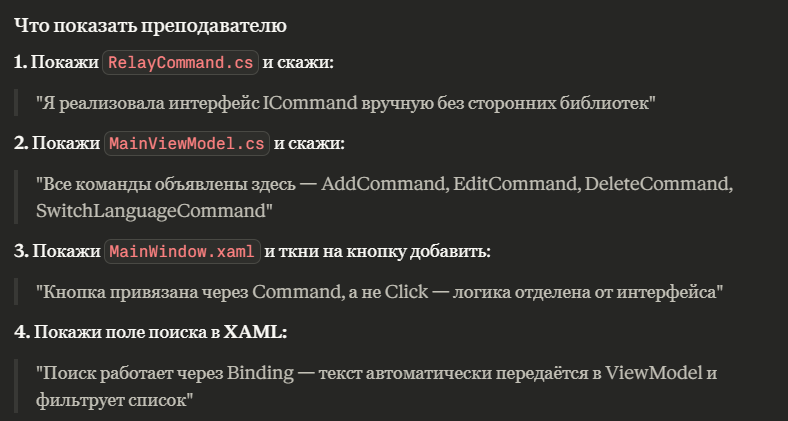 Что показать преподавателю
1. Покажи RelayCommand.cs и скажи:
"Я реализовала интерфейс ICommand вручную без сторонних библиотек"
2. Покажи MainViewModel.cs и скажи:
"Все команды объявлены здесь — AddCommand, EditCommand, DeleteCommand,
SwitchLanguageCommand"
3. Покажи MainWindow.xaml и ткни на кнопку добавить:
"Кнопка привязана через Command, а не Click — логика отделена от интерфейса"
4. Покажи поле поиска в XAML:
"Поиск работает через Binding — текст автоматически передаётся в ViewModel и
фильтрует список"